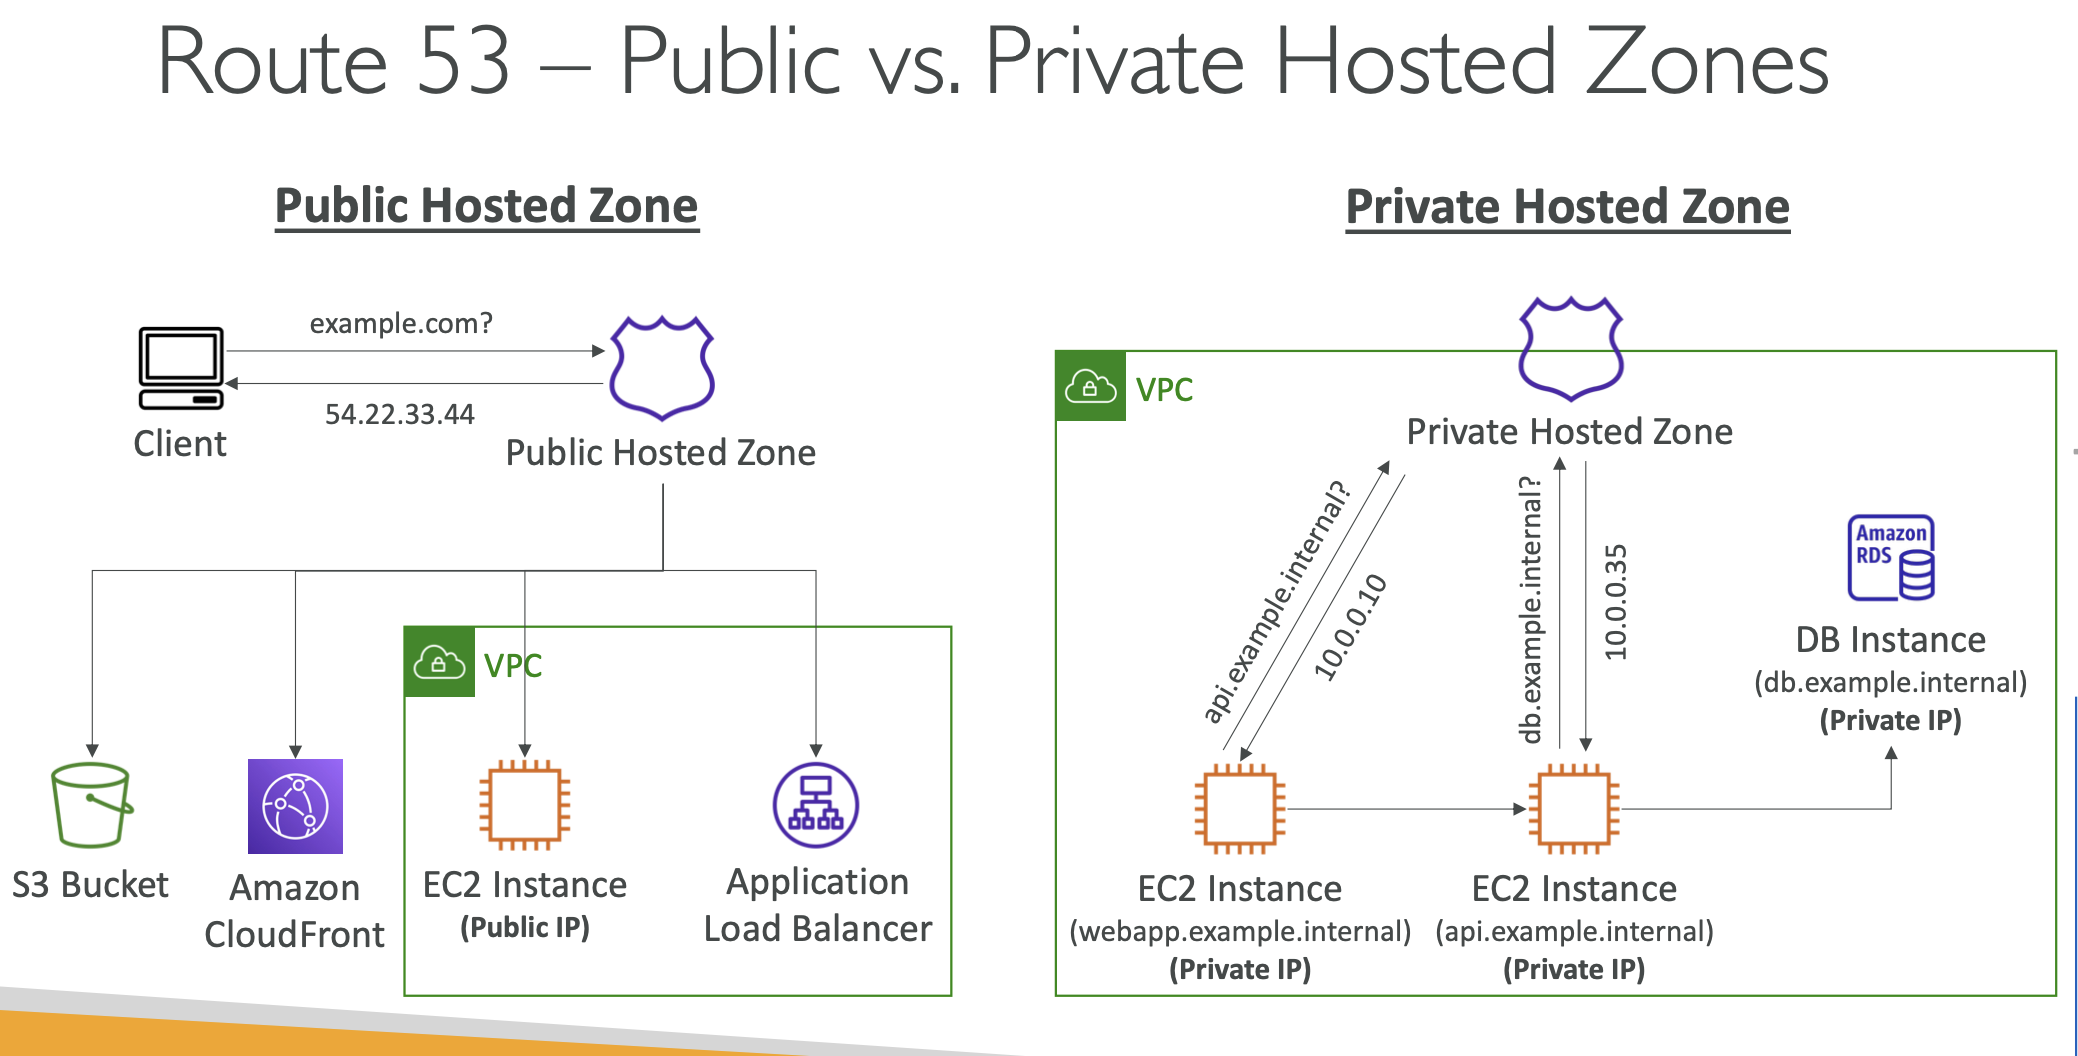 Route 53 – Public vs. Private Hosted Zones
Public Hosted Zone
example.com?
54.22.33.44
Client
Public Hosted Zone
VPC
S3 Bucket
Amazon
CloudFront
EC2 Instance
(Public IP)
Application
Load Balancer
Private Hosted Zone
VPC
Private Hosted Zone
api.example.internal?
10.0.0.10
db.example.internal?
10.0.0.35
Amazon
RDS
DB Instance
(db.example.internal)
(Private IP)
EC2 Instance
(webapp.example.internal)
(Private IP)
EC2 Instance
(api.example.internal)
(Private IP)